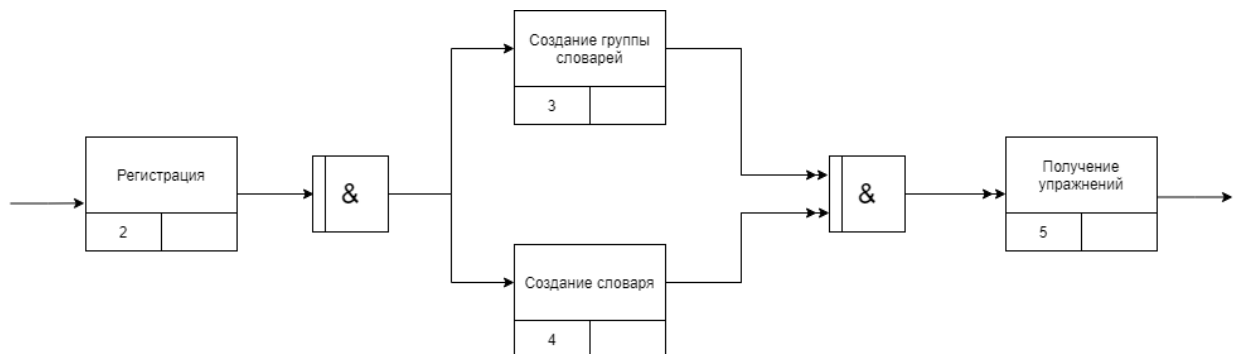 Создание группы
словарей
3
Регистрация
2
&
&
Получение
упражнений
5
Создание словаря
4